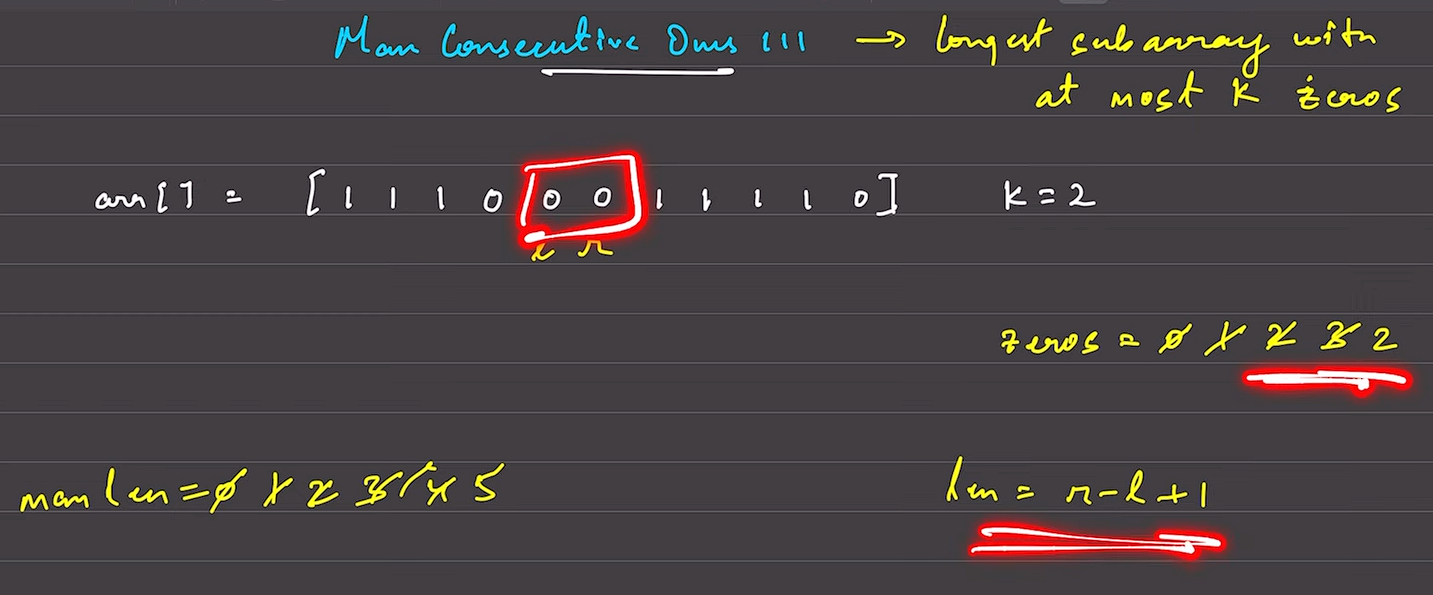 Max Consecutive Ones III → longest subarray with
at most K zeros
arr[] = [1 1 1 0 0 0 1 1 1 1 0] K=2
l r
zeros = 0 1 2 3 2
maxlen = 0 1 2 3 4 5
len = r-l+1